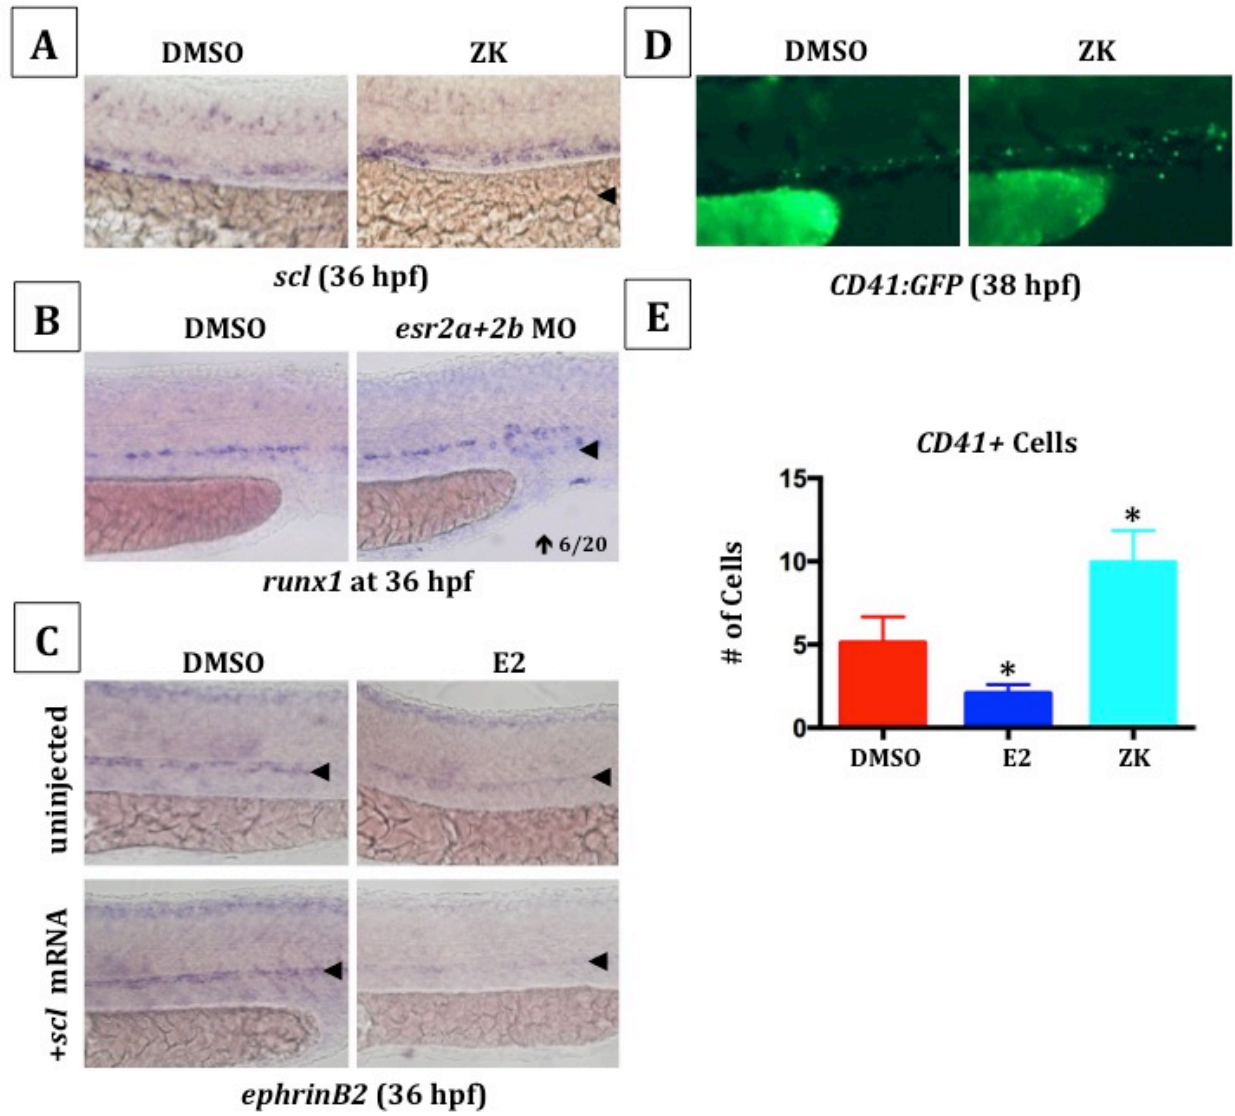 A
DMSO
ZK
scl (36 hpf)
B
DMSO
esr2a+2b MO
6/20
runx1 at 36 hpf
C
DMSO
E2
uninjected
+scl mRNA
ephrinB2 (36 hpf)
D
DMSO
ZK
CD41:GFP (38 hpf)
E
CD41+ Cells
# of Cells
15
10
5
0
*
*
DMSO
E2
ZK